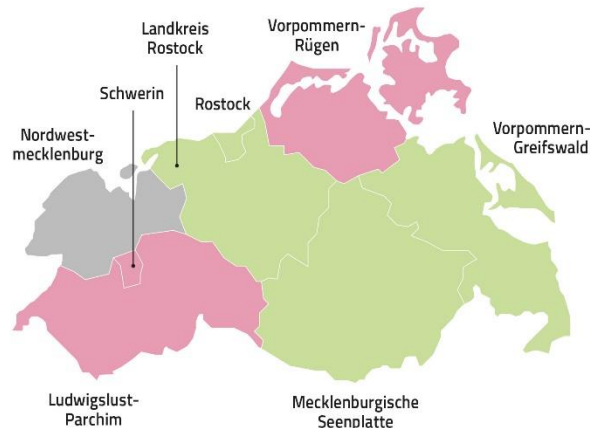 Landkreis
Rostock
Vorpommern-
Rügen
Schwerin
Rostock
Nordwest-
mecklenburg
Vorpommern-
Greifswald
Ludwigslust-
Parchim
Mecklenburgische
Seenplatte